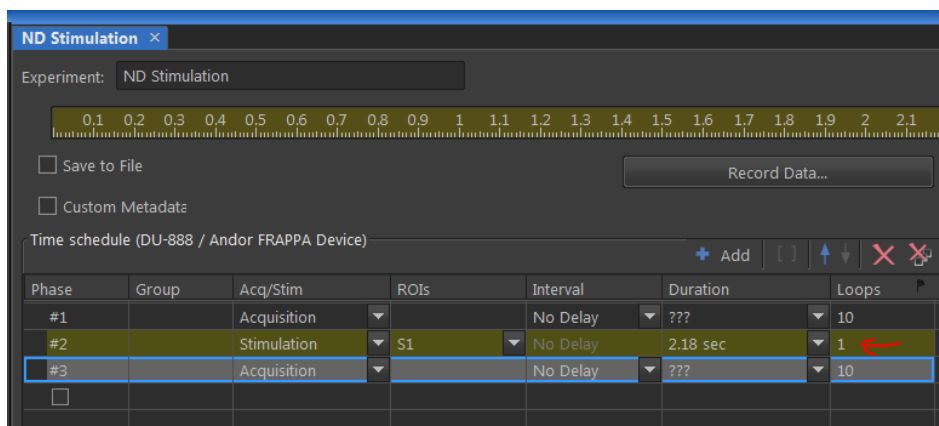 ND Stimulation ×
Experiment: ND Stimulation
0.1 0.2 0.3 0.4 0.5 0.6 0.7 0.8 0.9 1 1.1 1.2 1.3 1.4 1.5 1.6 1.7 1.8 1.9 2 2.1
Save to File
Record Data...
Custom Metadata
Time schedule (DU-888 / Andor FRAPPA Device)
Add [ ]
Phase Group Acq/Stim ROIs Interval Duration Loops
#1 Acquisition No Delay ??? 10
#2 Stimulation S1 No Delay 2.18 sec 1
#3 Acquisition No Delay ??? 10